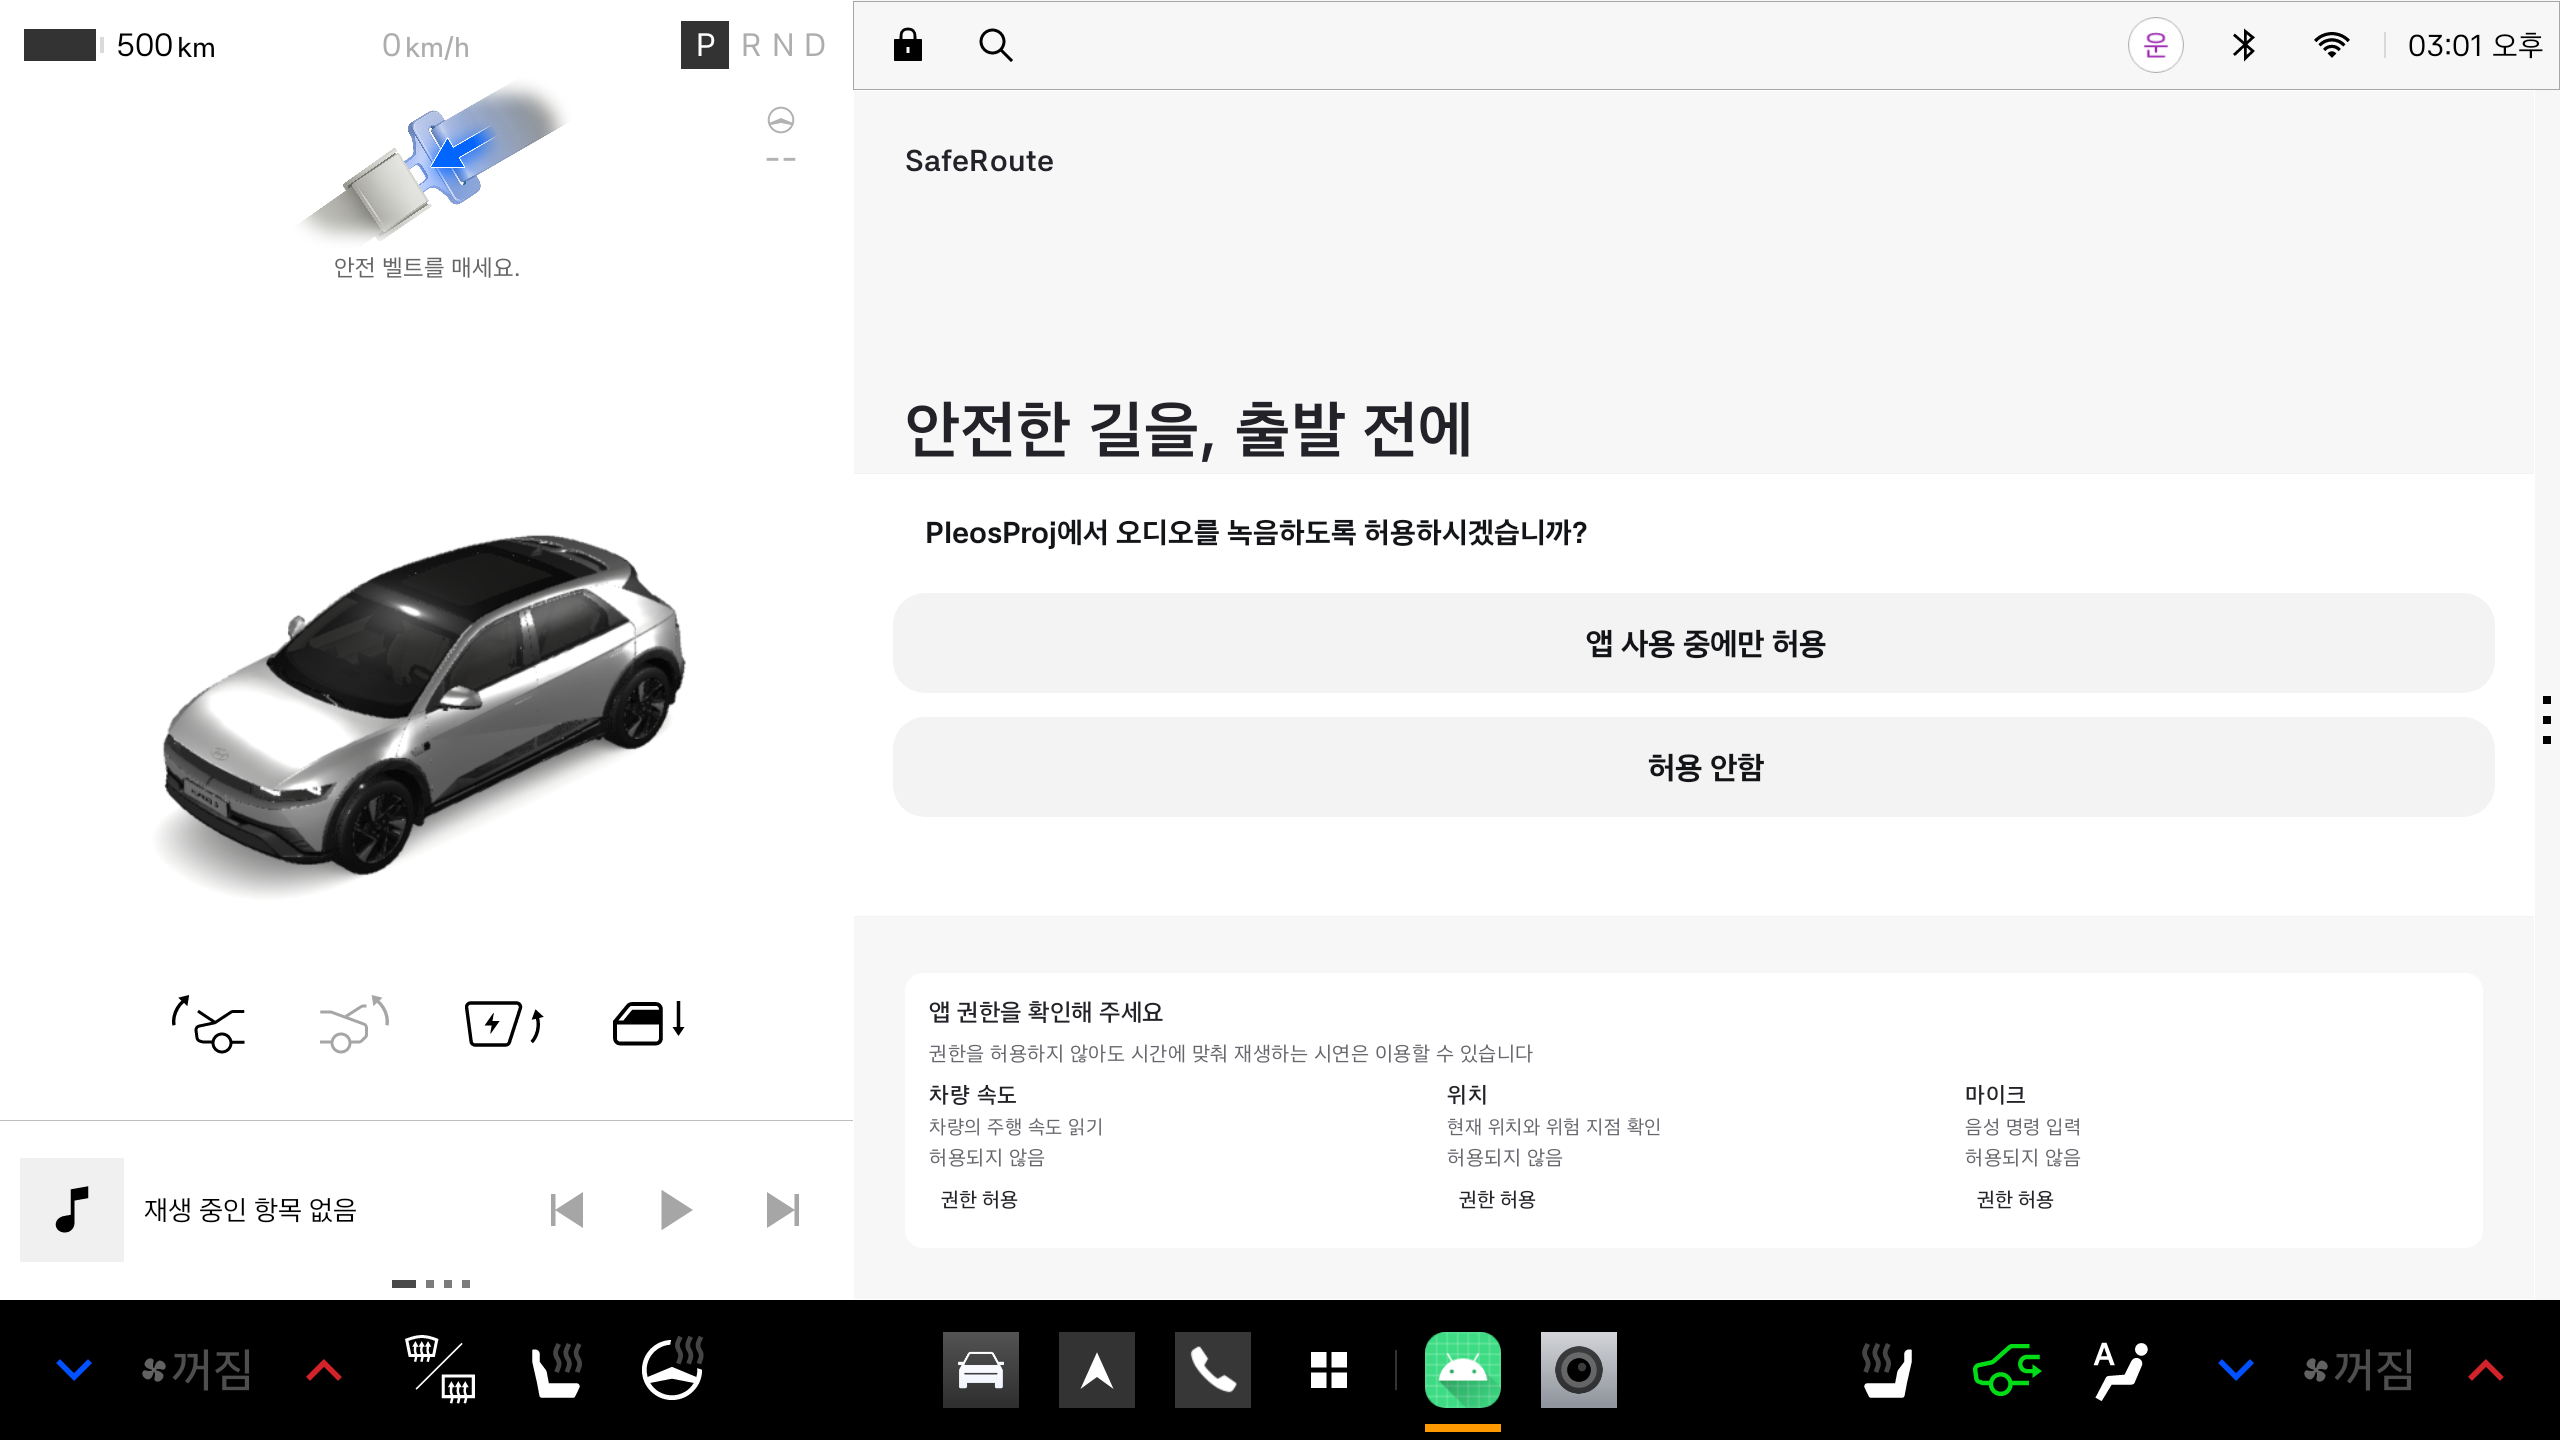 500 km
0 km/h
P R N D
운
03:01 오후
안전 벨트를 매세요.
SafeRoute
안전한 길을, 출발 전에
PleosProj에서 오디오를 녹음하도록 허용하시겠습니까?
앱 사용 중에만 허용
허용 안함
앱 권한을 확인해 주세요
권한을 허용하지 않아도 시간에 맞춰 재생하는 시연은 이용할 수 있습니다
차량 속도
차량의 주행 속도 읽기
허용되지 않음
권한 허용
위치
현재 위치와 위험 지점 확인
허용되지 않음
권한 허용
마이크
음성 명령 입력
허용되지 않음
권한 허용
재생 중인 항목 없음
꺼짐
A
꺼짐